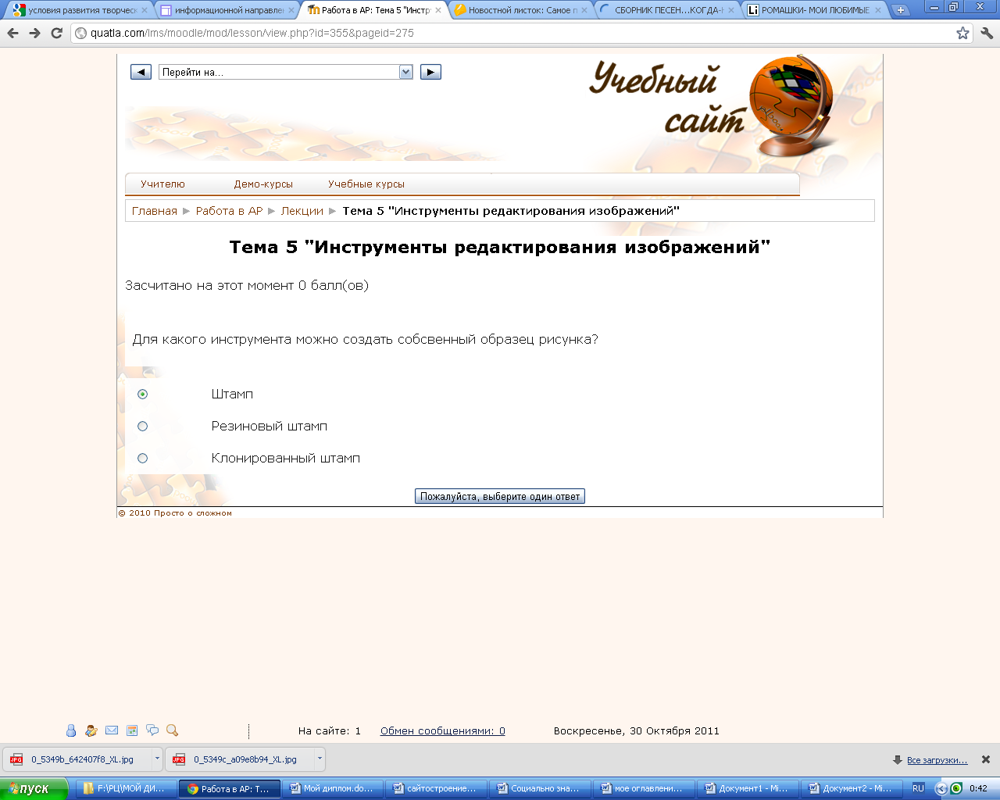 условия развития творческ
информационной направле
Работа в АР: Тема 5 "Инстр
Новостной листок: Самое п
СБОРНИК ПЕСЕН...КОГДА-
Li РОМАШКИ- МОИ ЛЮБИМЫЕ
quatla.com/lms/moodle/mod/lesson/view.php?id=355&pageid=275
Перейти на...
Учебный
сайт
Учителю Демо-курсы Учебные курсы
Главная ► Работа в АР ► Лекции ► Тема 5 "Инструменты редактирования изображений"
Тема 5 "Инструменты редактирования изображений"
Засчитано на этот момент 0 балл(ов)
Для какого инструмента можно создать собсвенный образец рисунка?
Штамп
Резиновый штамп
Клонированный штамп
Пожалуйста, выберите один ответ
© 2010 Просто о сложном
На сайте: 1 Обмен сообщениями: 0 Воскресенье, 30 Октября 2011
0_5349b_642407f8_XL.jpg
0_5349c_a09e8b94_XL.jpg
Все загрузки...
пуск
F:\РЦ\МОЙ ДИ...
Работа в АР: Т...
Мой диплом.do...
сайтостроение...
Социально зна...
мое оглавлени...
Документ1 - Mi...
Документ2 - Mi...
RU
0:42